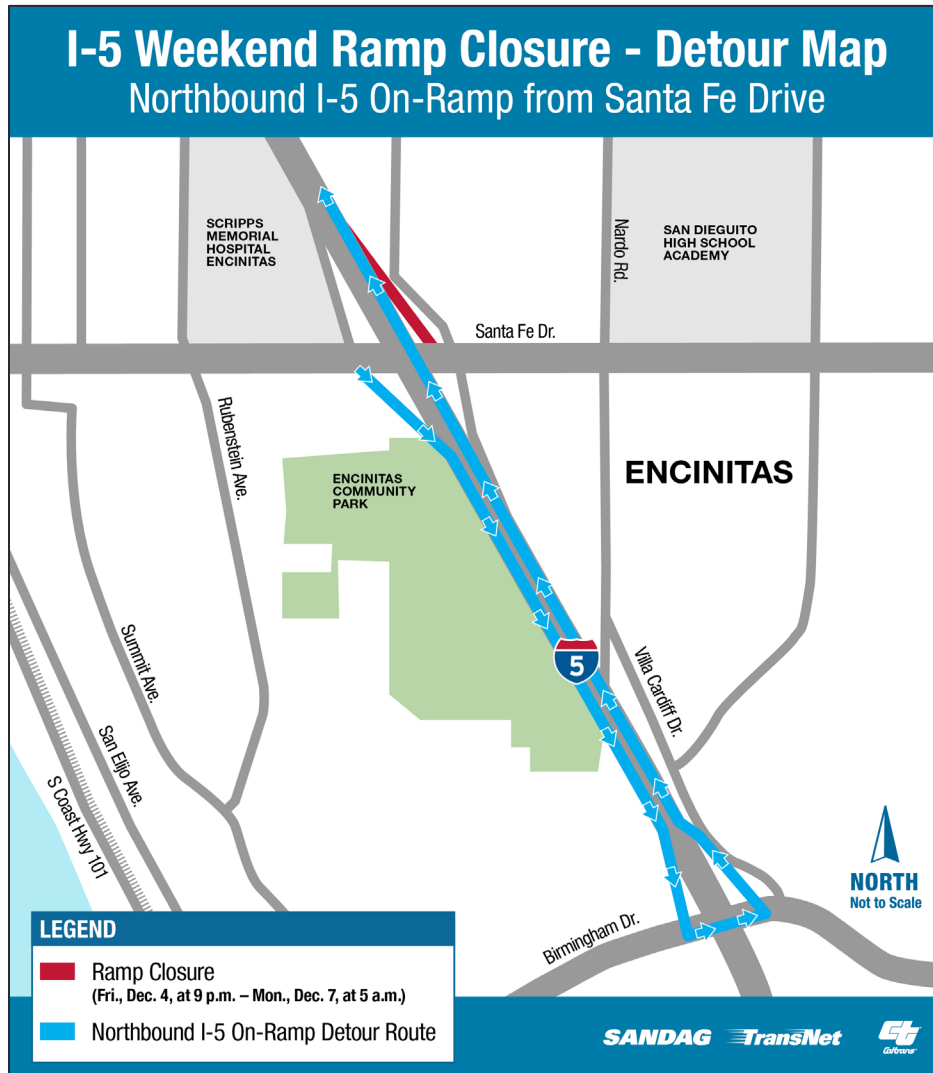 I-5 Weekend Ramp Closure - Detour Map
Northbound I-5 On-Ramp from Santa Fe Drive
SCRIPPS
MEMORIAL
HOSPITAL
ENCINITAS
Nardo Rd.
SAN DIEGUITO
HIGH SCHOOL
ACADEMY
Santa Fe Dr.
Rubenstein Ave.
ENCINITAS
COMMUNITY
PARK
ENCINITAS
5
Summit Ave.
Villa Cardiff Dr.
San Elijo Ave.
S Coast Hwy 101
Birmingham Dr.
NORTH
Not to Scale
LEGEND
Ramp Closure
(Fri., Dec. 4, at 9 p.m. – Mon., Dec. 7, at 5 a.m.)
Northbound I-5 On-Ramp Detour Route
SANDAG
TransNet
ct
Caltrans